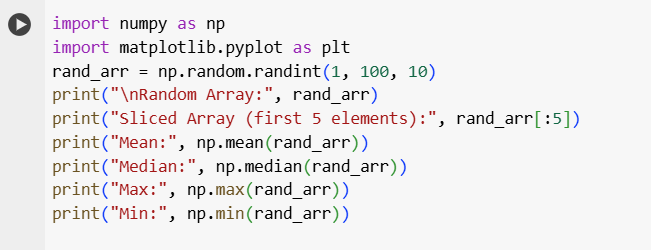 import numpy as np
import matplotlib.pyplot as plt
rand_arr = np.random.randint(1, 100, 10)
print("\nRandom Array:", rand_arr)
print("Sliced Array (first 5 elements):", rand_arr[:5])
print("Mean:", np.mean(rand_arr))
print("Median:", np.median(rand_arr))
print("Max:", np.max(rand_arr))
print("Min:", np.min(rand_arr))